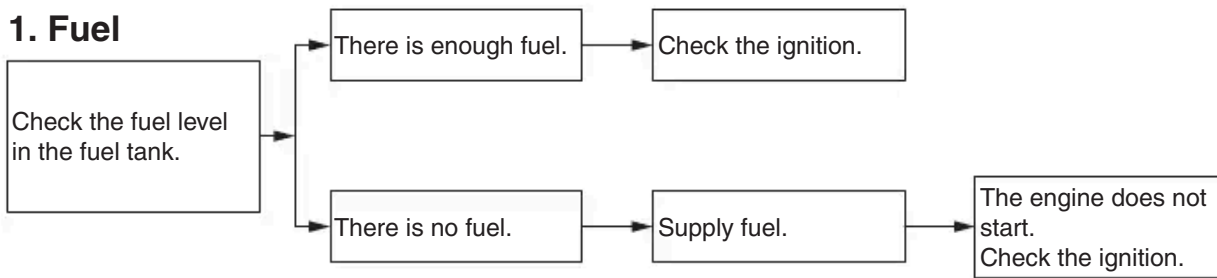 1. Fuel
Check the fuel level
in the fuel tank.
There is enough fuel.
Check the ignition.
There is no fuel.
Supply fuel.
The engine does not
start.
Check the ignition.